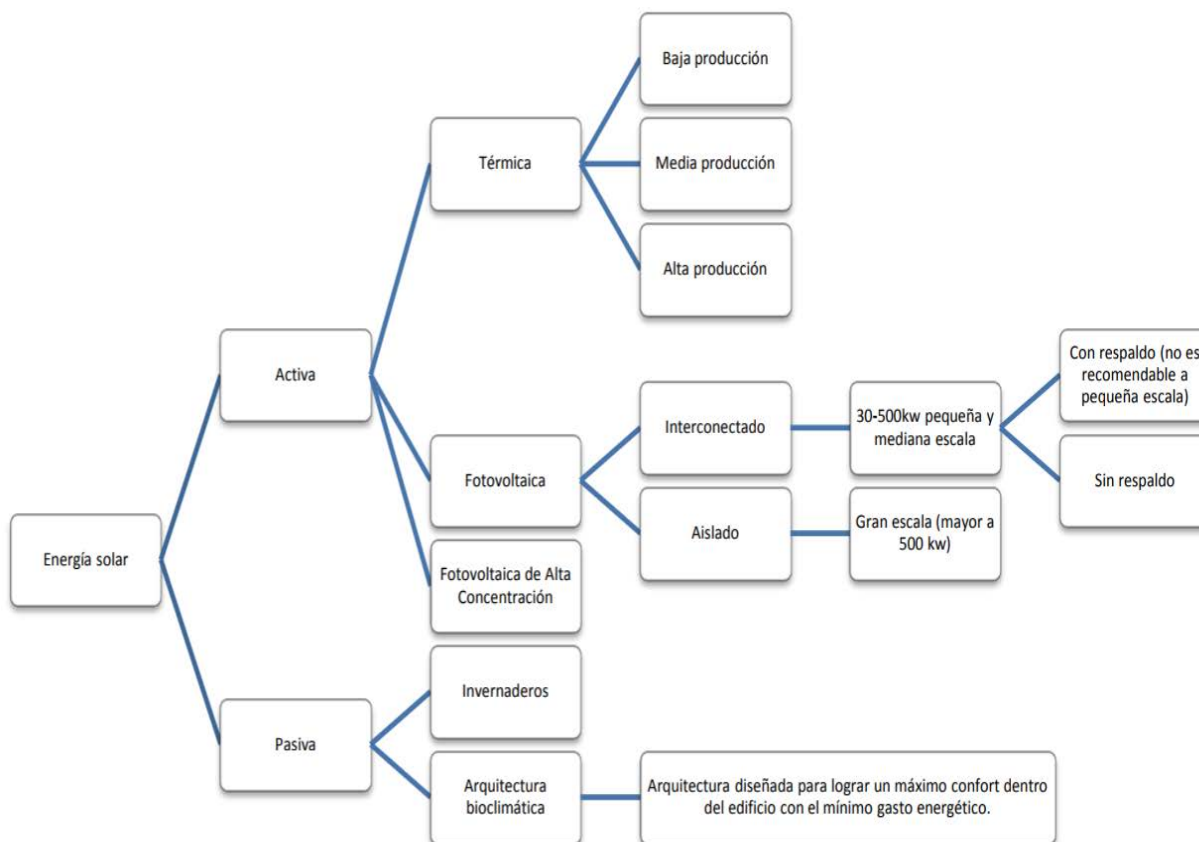 Energía solar
Activa
Térmica
Baja producción
Media producción
Alta producción
Fotovoltaica
Interconectado
30-500kw pequeña y
mediana escala
Con respaldo (no es
recomendable a
pequeña escala)
Sin respaldo
Aislado
Gran escala (mayor a
500 kw)
Fotovoltaica de Alta
Concentración
Pasiva
Invernaderos
Arquitectura
bioclimática
Arquitectura diseñada para lograr un máximo confort dentro
del edificio con el mínimo gasto energético.